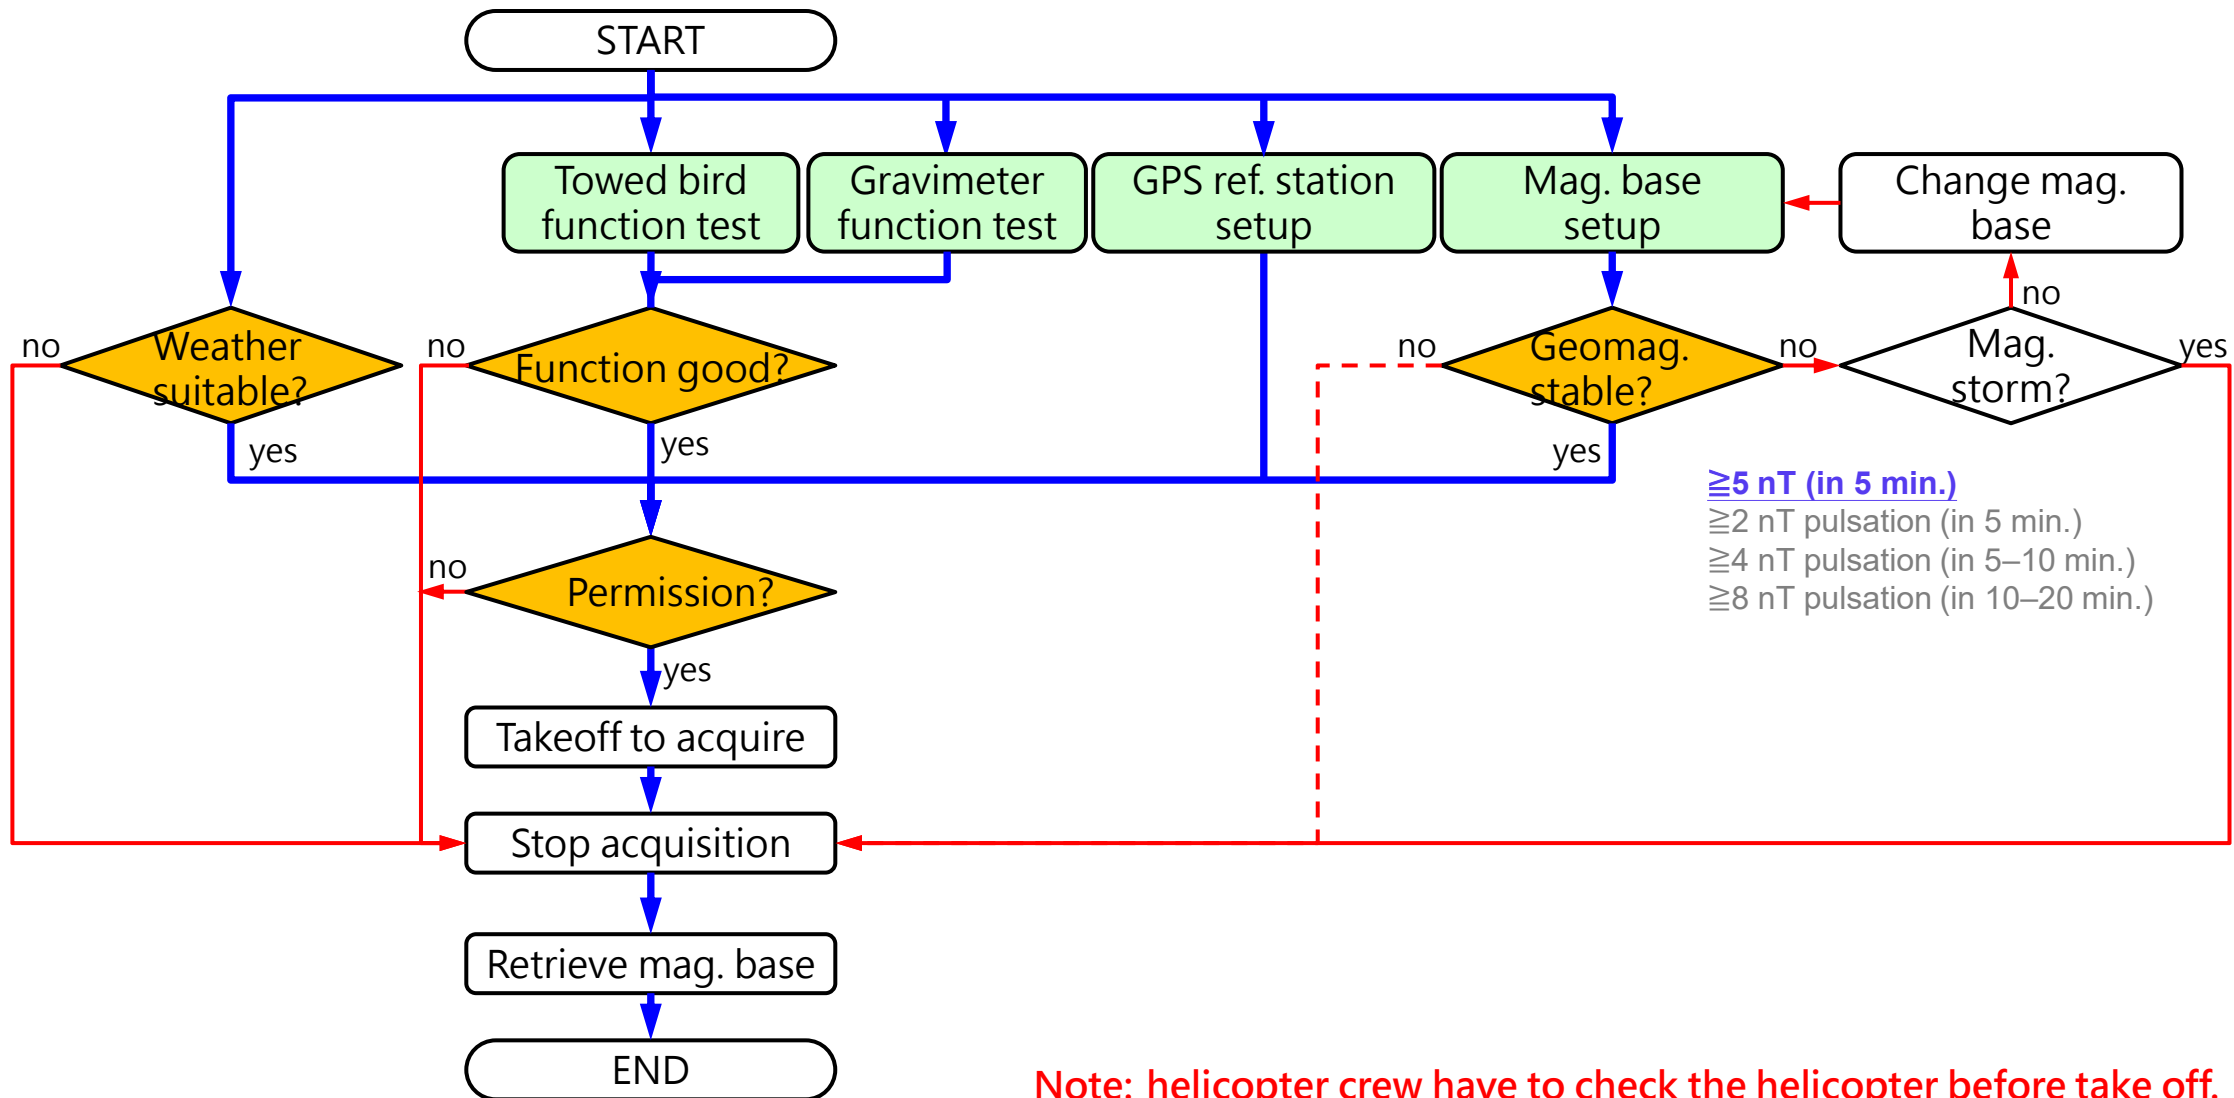 START
Towed bird
function test
Gravimeter
function test
GPS ref. station
setup
Mag. base
setup
Change mag.
base
no
Weather
suitable?
yes
no
Function good?
yes
no
Geomag.
stable?
no
yes
no
Mag.
storm?
yes
≧5 nT (in 5 min.)
≧2 nT pulsation (in 5 min.)
≧4 nT pulsation (in 5–10 min.)
≧8 nT pulsation (in 10–20 min.)
no
Permission?
yes
Takeoff to acquire
Stop acquisition
Retrieve mag. base
END
Note: helicopter crew have to check the helicopter before take off.